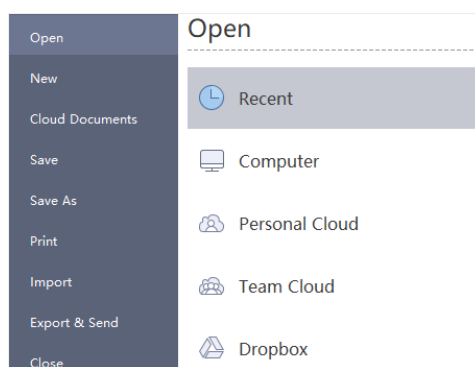 Open
New
Cloud Documents
Save
Save As
Print
Import
Export & Send
Close
Open
Recent
Computer
Personal Cloud
Team Cloud
Dropbox